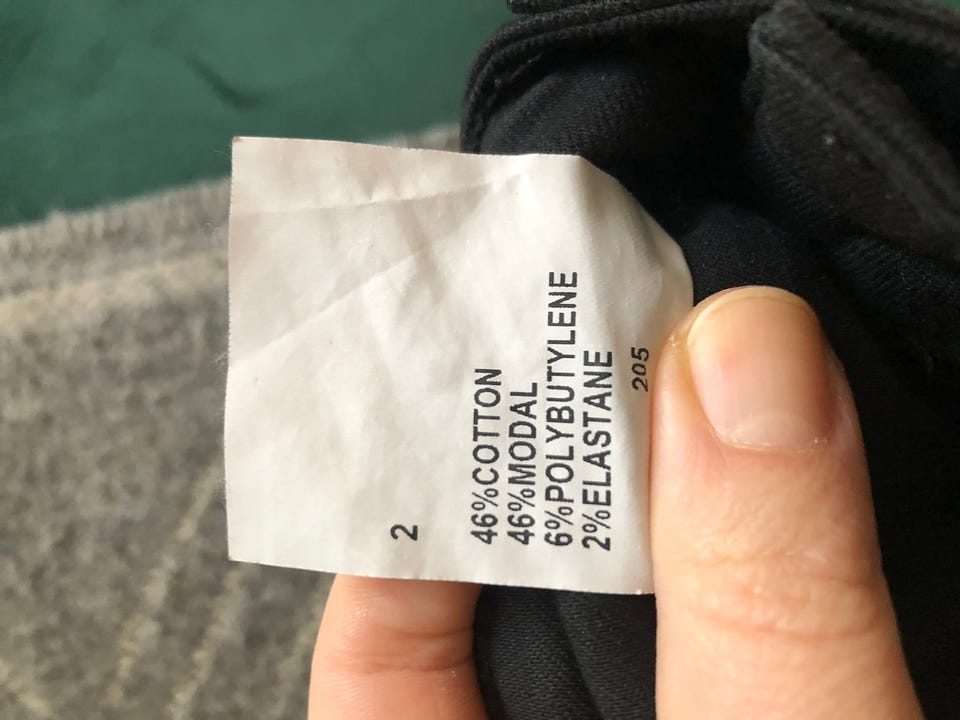 2
46%COTTON
46%MODAL
6%POLYBUTYLENE
2%ELASTANE
205